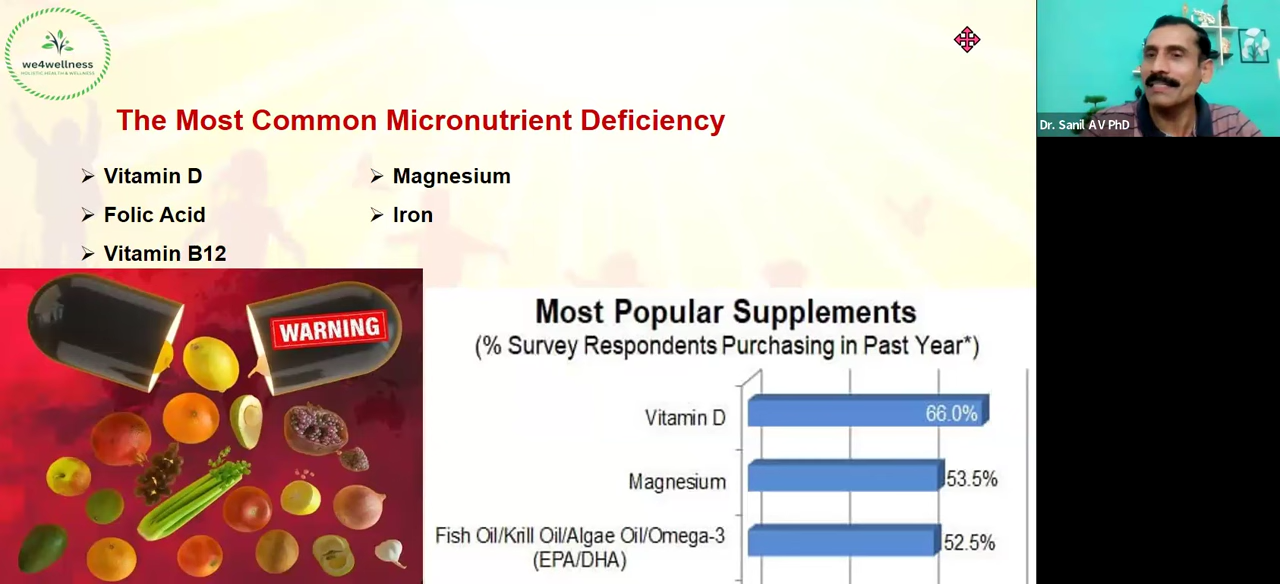 we4wellness
HOLISTIC HEALTH & WELLNESS
The Most Common Micronutrient Deficiency
Vitamin D
Folic Acid
Vitamin B12
Magnesium
Iron
WARNING
Most Popular Supplements
(% Survey Respondents Purchasing in Past Year*)
Vitamin D
66.0%
Magnesium
53.5%
Fish Oil/Krill Oil/Algae Oil/Omega-3
(EPA/DHA)
52.5%
Dr. Sanil A V PhD